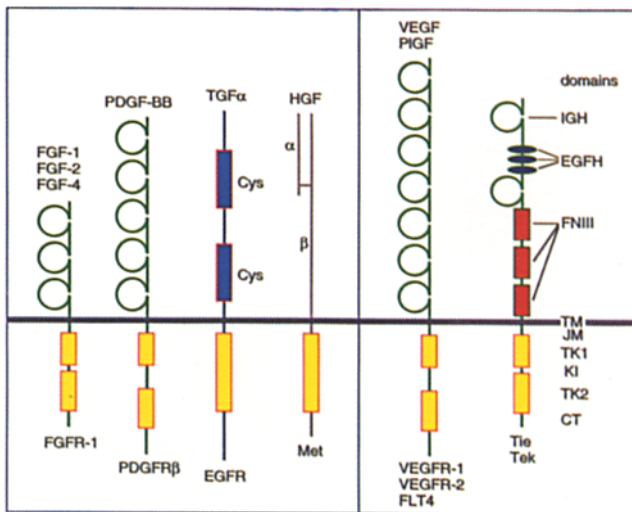 FGF-1
FGF-2
FGF-4
FGFR-1
PDGF-BB
PDGFRβ
TGFα
Cys
Cys
EGFR
HGF
α
β
Met
VEGF
PIGF
VEGFR-1
VEGFR-2
FLT4
Tie
Tek
domains
IGH
EGFH
FNIII
TM
JM
TK1
KI
TK2
CT